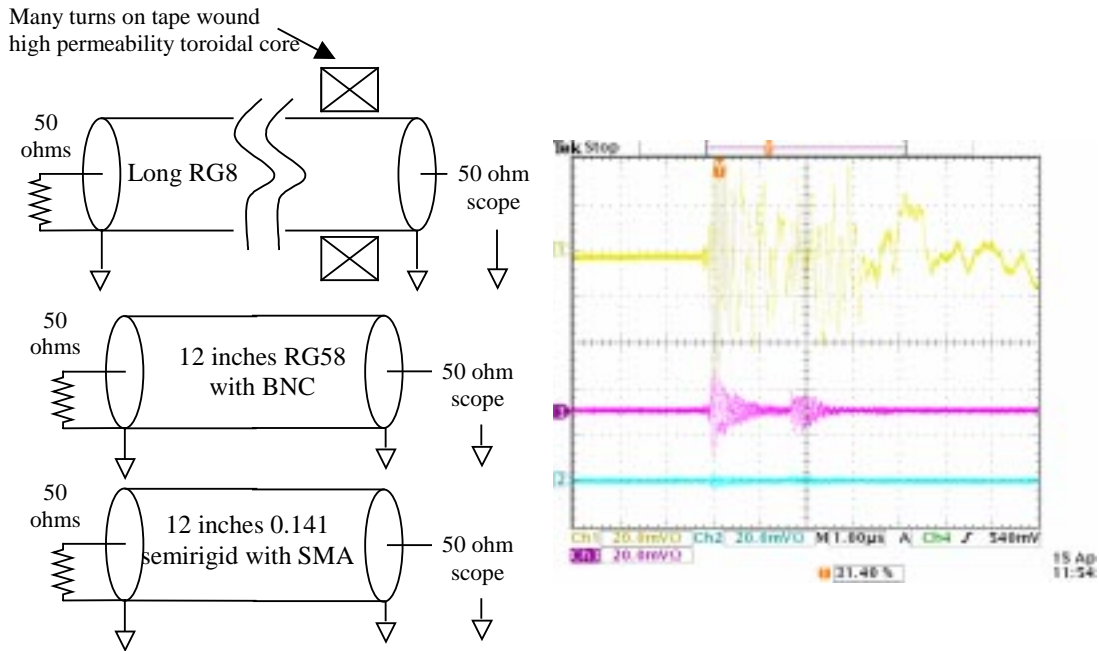 Many turns on tape wound
high permeability toroidal core
50
ohms
Long RG8
50 ohm
scope
50
ohms
12 inches RG58
with BNC
50 ohm
scope
50
ohms
12 inches 0.141
semirigid with SMA
50 ohm
scope
Tek Stop
Ch1 20.0mVΩ Ch2 20.0mVΩ M 1.00µs A Ch4 540mV
Ch3 20.0mVΩ
21.40 %
15 Ap
11:54: